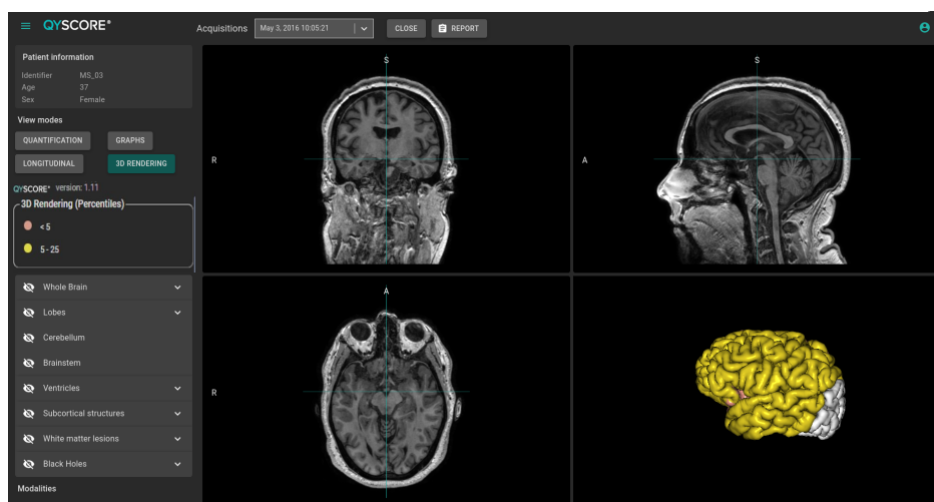 QYSCORE®
Acquisitions
May 3, 2016 10:05:21
CLOSE
REPORT
Patient information
Identifier MS_03
Age 37
Sex Female
View modes
QUANTIFICATION GRAPHS
LONGITUDINAL 3D RENDERING
QYSCORE® version: 1.11
3D Rendering (Percentiles)
< 5
5 - 25
Whole Brain
Lobes
Cerebellum
Brainstem
Ventricles
Subcortical structures
White matter lesions
Black Holes
Modalities
S
R
S
A
A
R